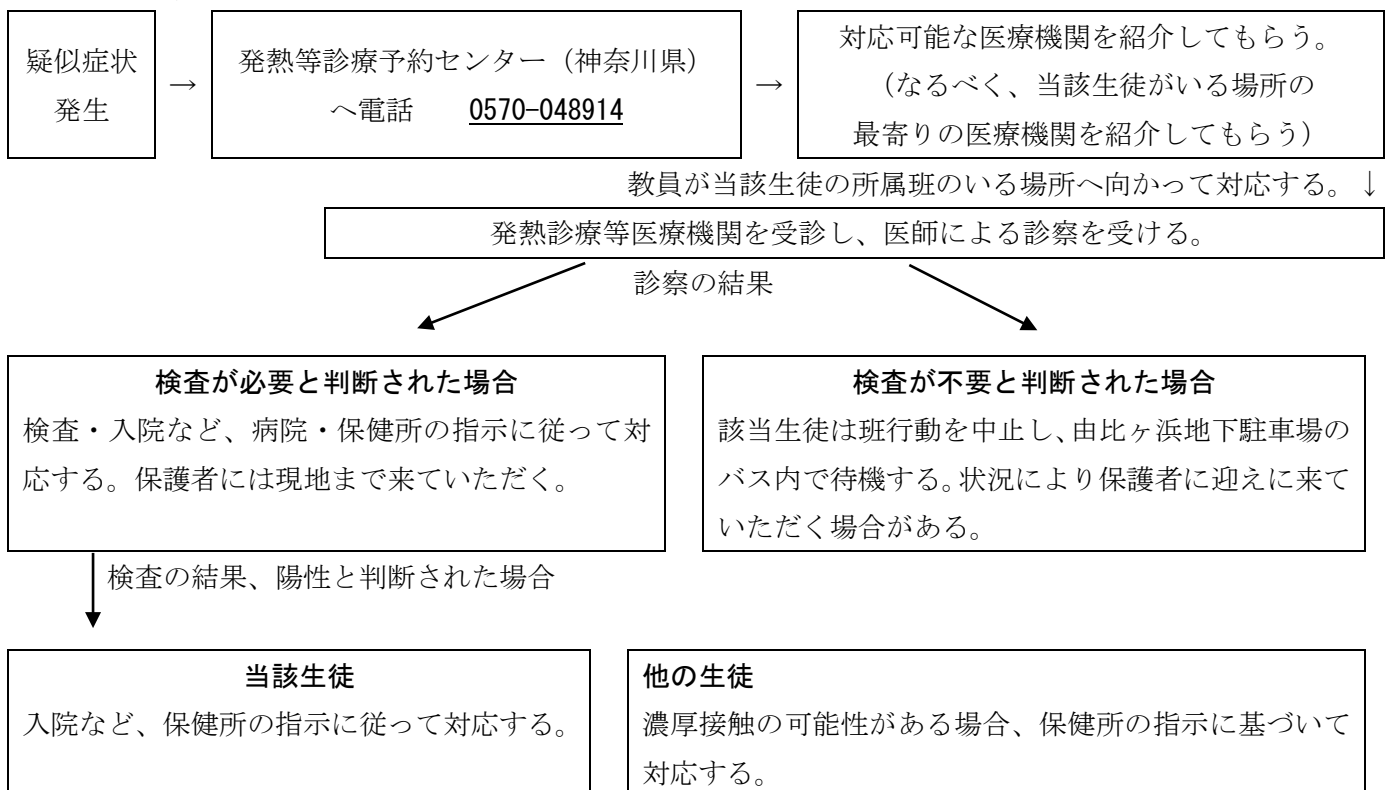 疑似症状
発生
→
発熱等診療予約センター（神奈川県）
へ電話　0570-048914
→
対応可能な医療機関を紹介してもらう。
（なるべく、当該生徒がいる場所の
最寄りの医療機関を紹介してもらう）
教員が当該生徒の所属班のいる場所へ向かって対応する。↓
発熱診療等医療機関を受診し、医師による診察を受ける。
診察の結果
検査が必要と判断された場合
検査・入院など、病院・保健所の指示に従って対
応する。保護者には現地まで来ていただく。
検査が不要と判断された場合
該当生徒は班行動を中止し、由比ヶ浜地下駐車場の
バス内で待機する。状況により保護者に迎えに来て
いただく場合がある。
検査の結果、陽性と判断された場合
当該生徒
入院など、保健所の指示に従って対応する。
他の生徒
濃厚接触の可能性がある場合、保健所の指示に基づいて
対応する。